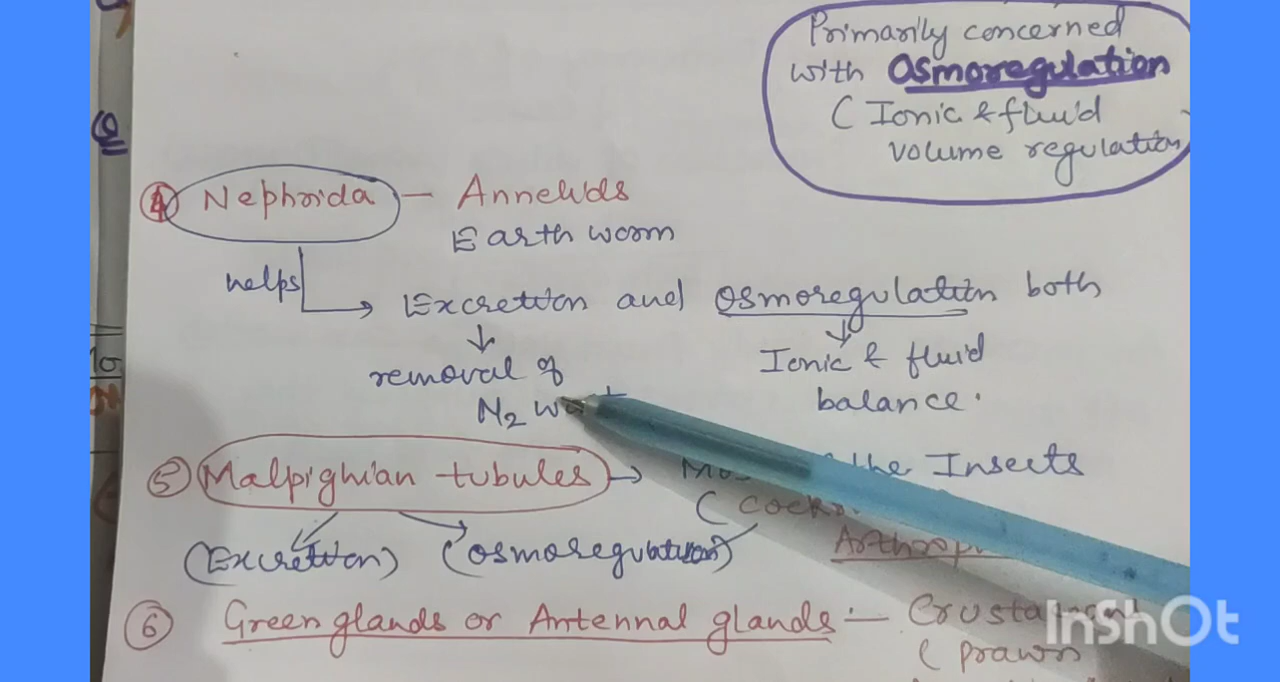 Primarily concerned
with Osmoregulation
( Ionic & fluid
volume regulation
④ Nephrida — Annelids
Earth worm
helps → Excretion and Osmoregulation both
removal of
N2
Ionic & fluid
balance.
⑤ Malpighian tubules → the Insects
(
(Excretion) (Osmoregulation)
⑥ Green glands or Antennal glands :—
( prawn
InShOt